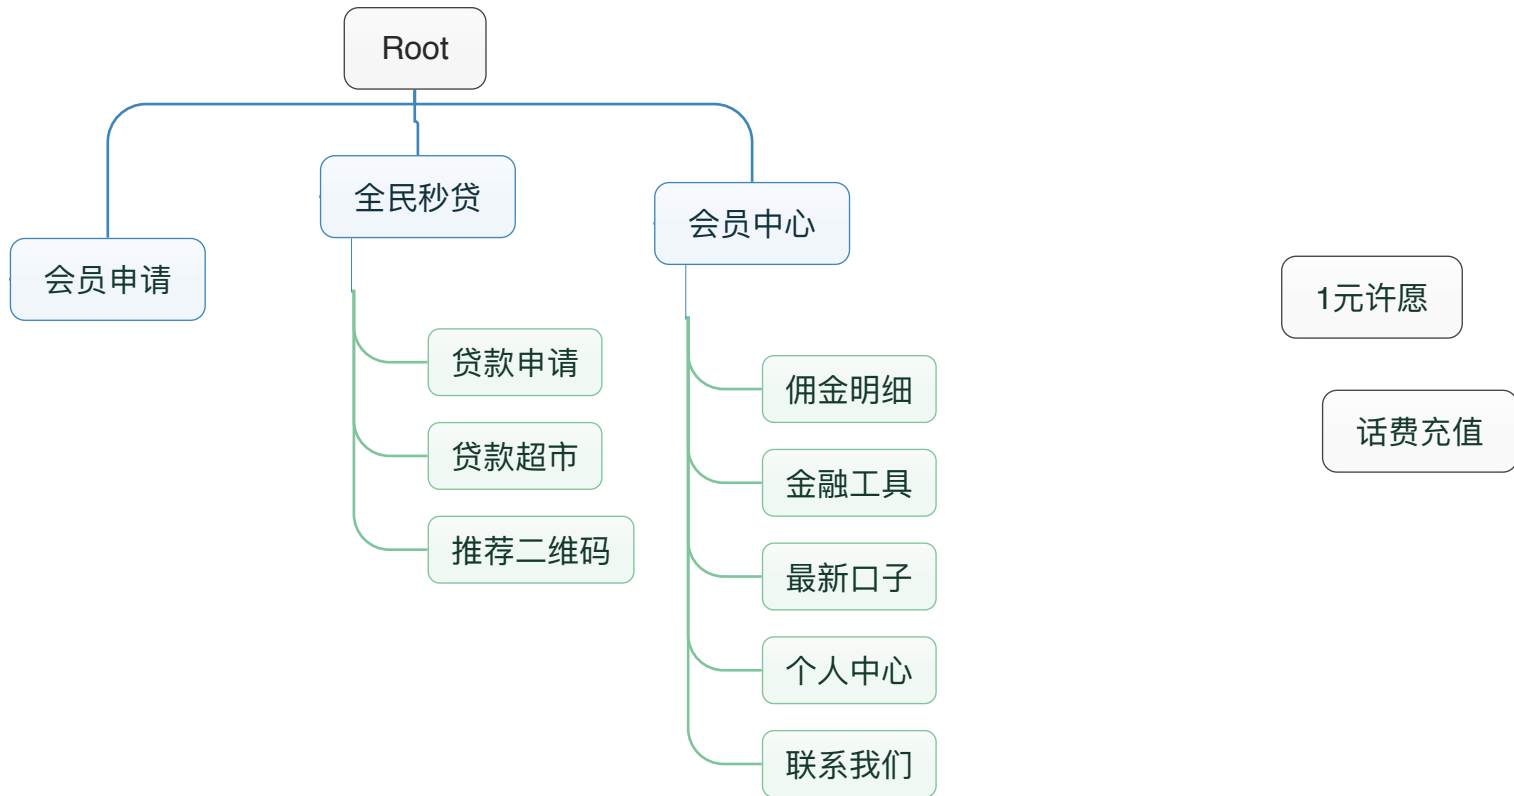 Root
会员申请
全民秒贷
贷款申请
贷款超市
推荐二维码
会员中心
佣金明细
金融工具
最新口子
个人中心
联系我们
1元许愿
话费充值